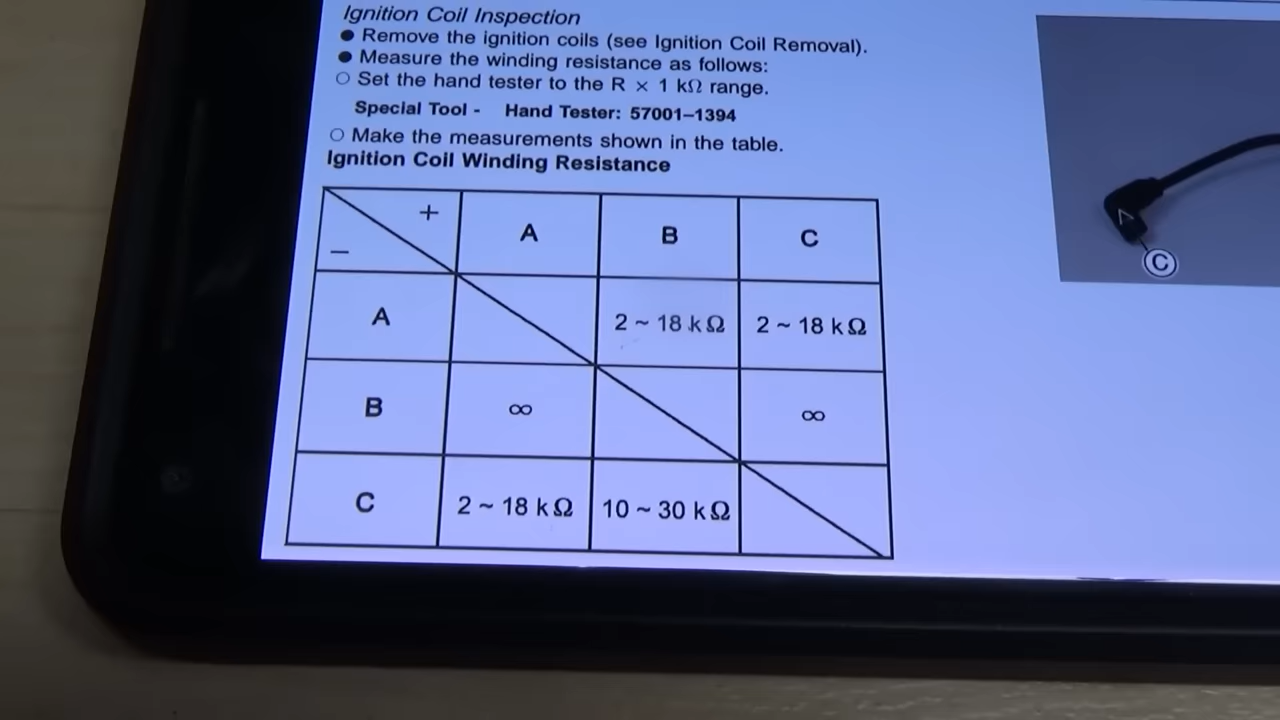 Ignition Coil Inspection
● Remove the ignition coils (see Ignition Coil Removal).
● Measure the winding resistance as follows:
○ Set the hand tester to the R × 1 kΩ range.
Special Tool - Hand Tester: 57001–1394
○ Make the measurements shown in the table.
Ignition Coil Winding Resistance
+ A B C
−
A 2 ~ 18 kΩ 2 ~ 18 kΩ
B ∞ ∞
C 2 ~ 18 kΩ 10 ~ 30 kΩ
Ⓒ